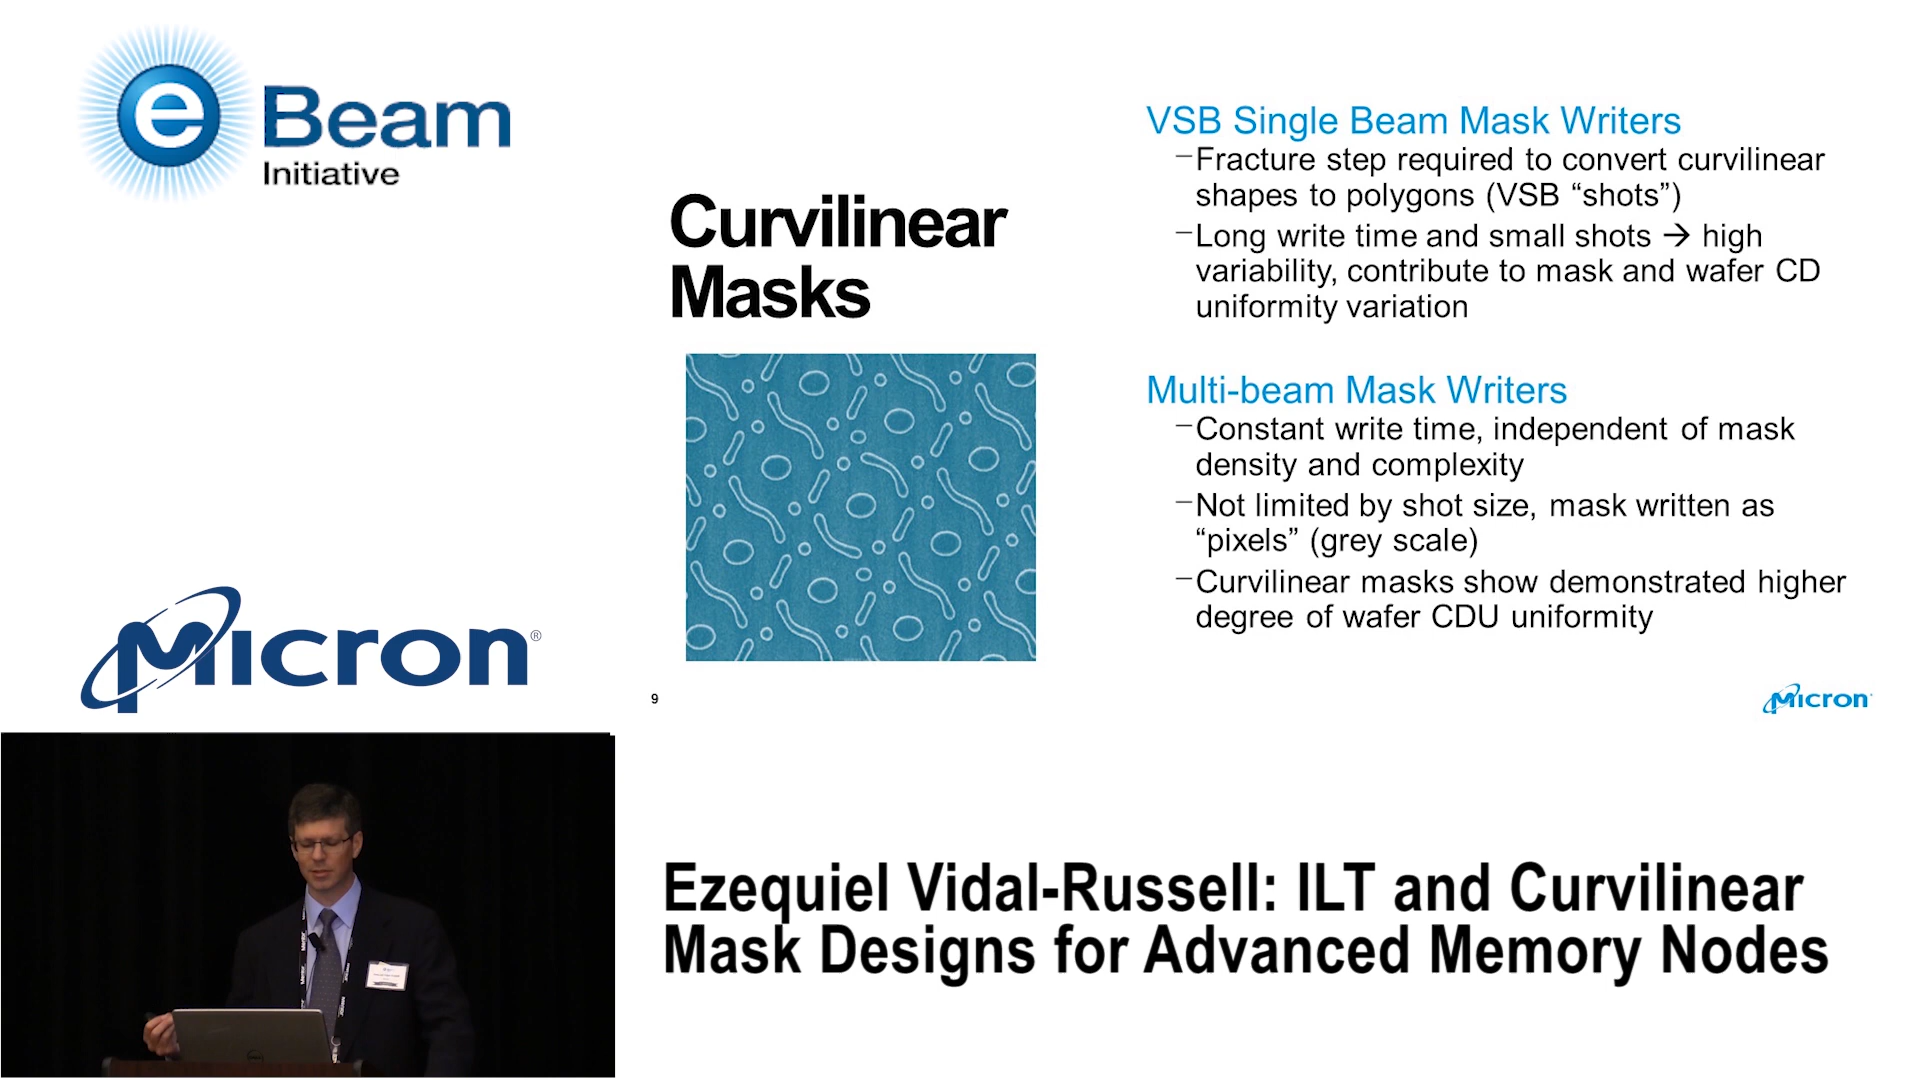 e Beam
Initiative
Curvilinear
Masks
VSB Single Beam Mask Writers
–Fracture step required to convert curvilinear
shapes to polygons (VSB “shots”)
–Long write time and small shots → high
variability, contribute to mask and wafer CD
uniformity variation
Multi-beam Mask Writers
–Constant write time, independent of mask
density and complexity
–Not limited by shot size, mask written as
“pixels” (grey scale)
–Curvilinear masks show demonstrated higher
degree of wafer CDU uniformity
Micron®
9
Micron
Ezequiel Vidal-Russell: ILT and Curvilinear
Mask Designs for Advanced Memory Nodes